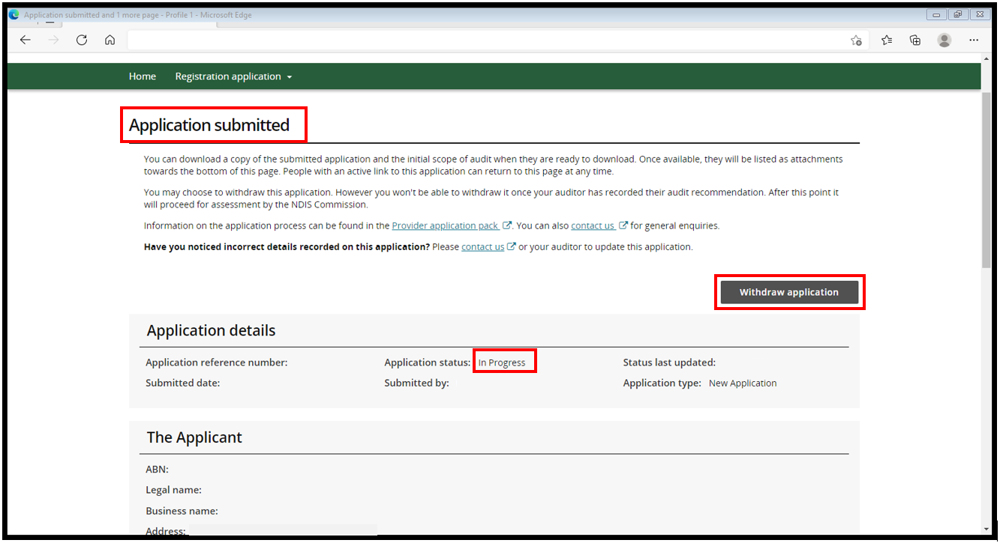 Application submitted and 1 more page - Profile 1 - Microsoft Edge
Home Registration application
Application submitted
You can download a copy of the submitted application and the initial scope of audit when they are ready to download. Once available, they will be listed as attachments
towards the bottom of this page. People with an active link to this application can return to this page at any time.
You may choose to withdraw this application. However you won't be able to withdraw it once your auditor has recorded their audit recommendation. After this point it
will proceed for assessment by the NDIS Commission.
Information on the application process can be found in the Provider application pack . You can also contact us for general enquiries.
Have you noticed incorrect details recorded on this application? Please contact us or your auditor to update this application.
Withdraw application
Application details
Application reference number: Application status: In Progress Status last updated:
Submitted date: Submitted by: Application type: New Application
The Applicant
ABN:
Legal name:
Business name:
Address: